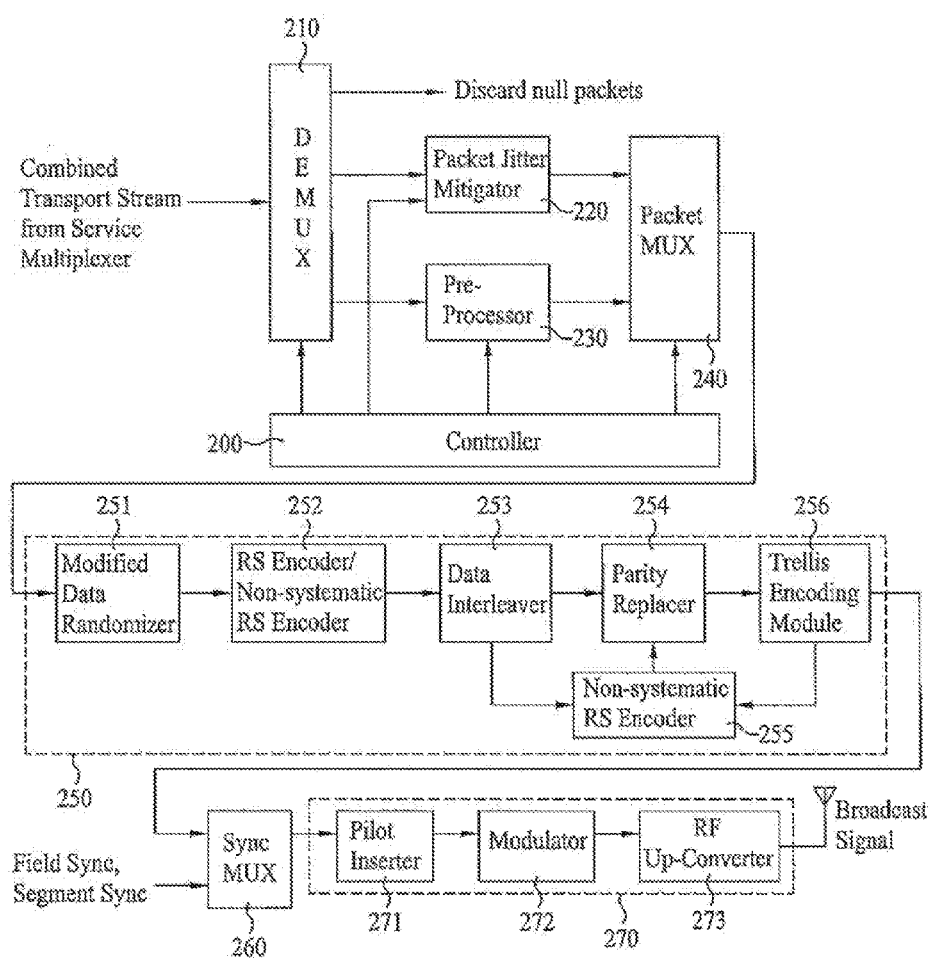 210
Discard null packets
D
E
M
U
X
Combined
Transport Stream
from Service
Multiplexer
Packet Jitter
Mitigator
220
Packet
MUX
Pre-
Processor
230
240
200
Controller
251
252
253
254
256
Modified
Data
Randomizer
RS Encoder/
Non-systematic
RS Encoder
Data
Interleaver
Parity
Replacer
Trellis
Encoding
Module
Non-systematic
RS Encoder
255
250
Sync
MUX
Pilot
Inserter
Modulator
RF
Up-Converter
Broadcast
Signal
Field Sync,
Segment Sync
260
271
272
270
273